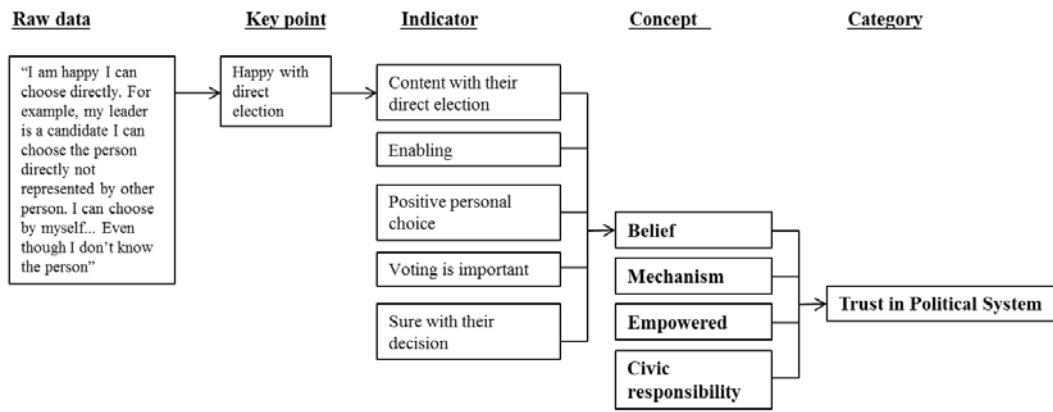 Raw data
Key point
Indicator
Concept
Category
“I am happy I can
choose directly. For
example, my leader
is a candidate I can
choose the person
directly not
represented by other
person. I can choose
by myself... Even
though I don’t know
the person”
Happy with
direct
election
Content with their
direct election
Enabling
Positive personal
choice
Voting is important
Sure with their
decision
Belief
Mechanism
Empowered
Civic
responsibility
Trust in Political System